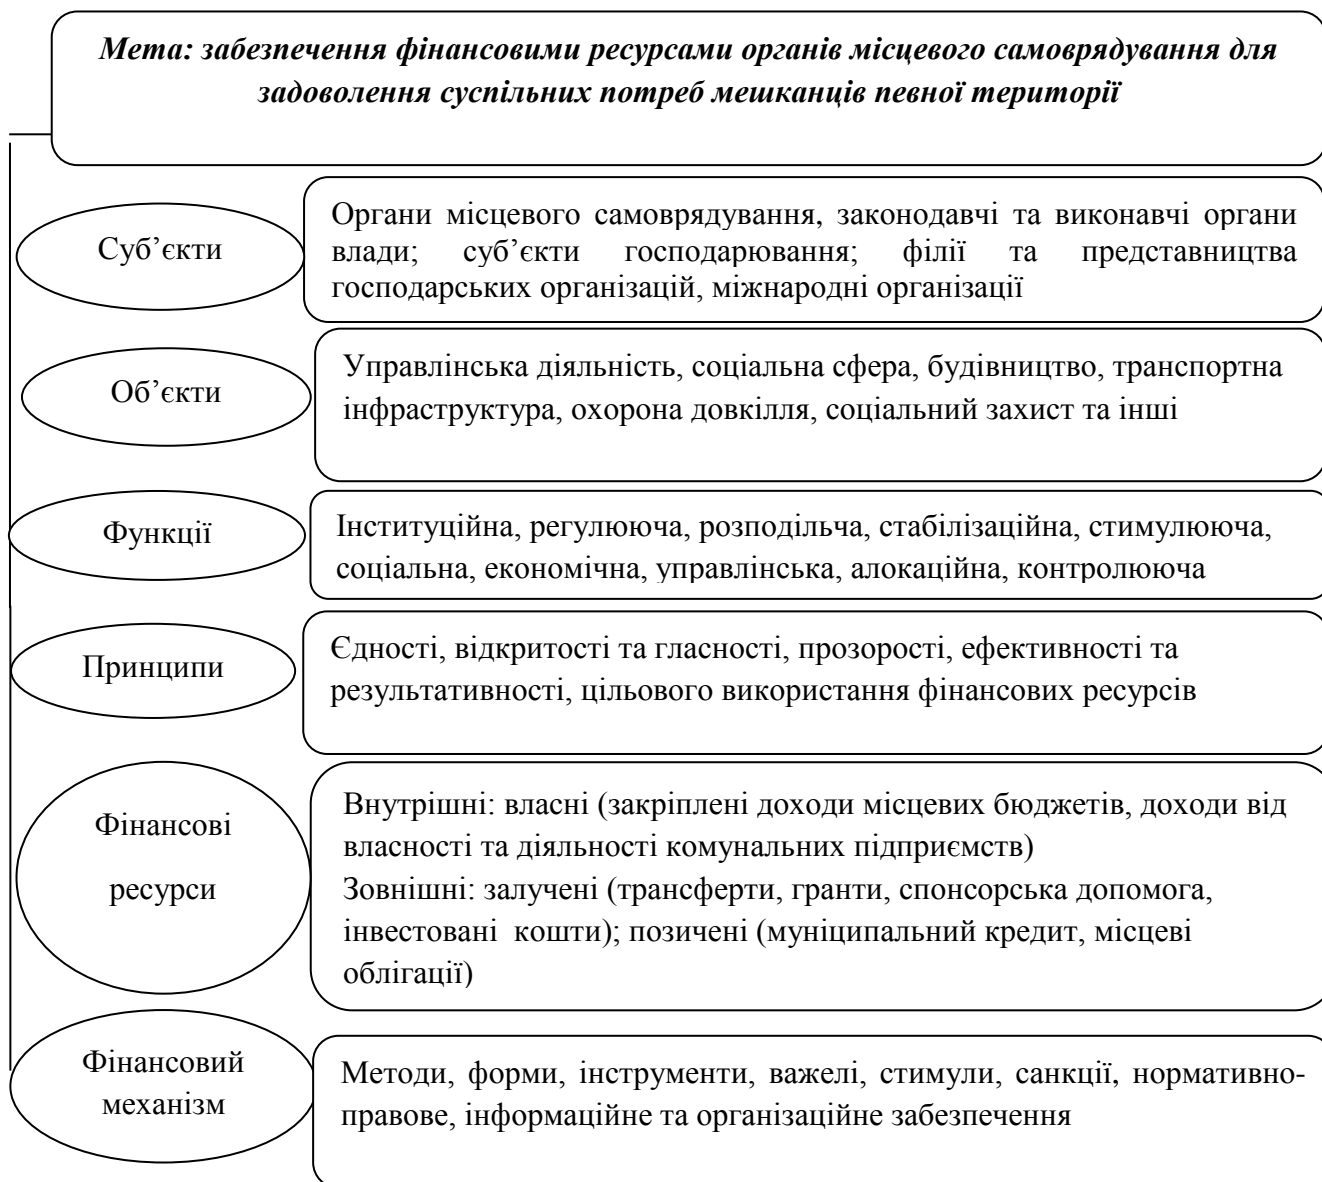 Мета: забезпечення фінансовими ресурсами органів місцевого самоврядування для
задоволення суспільних потреб мешканців певної території
Суб’єкти
Органи місцевого самоврядування, законодавчі та виконавчі органи
влади; суб’єкти господарювання; філії та представництва
господарських організацій, міжнародні організації
Об’єкти
Управлінська діяльність, соціальна сфера, будівництво, транспортна
інфраструктура, охорона довкілля, соціальний захист та інші
Функції
Інституційна, регулююча, розподільча, стабілізаційна, стимулююча,
соціальна, економічна, управлінська, алокаційна, контролююча
Принципи
Єдності, відкритості та гласності, прозорості, ефективності та
результативності, цільового використання фінансових ресурсів
Фінансові
ресурси
Внутрішні: власні (закріплені доходи місцевих бюджетів, доходи від
власності та діяльності комунальних підприємств)
Зовнішні: залучені (трансферти, гранти, спонсорська допомога,
інвестовані кошти); позичені (муніципальний кредит, місцеві
облігації)
Фінансовий
механізм
Методи, форми, інструменти, важелі, стимули, санкції, нормативно-
правове, інформаційне та організаційне забезпечення